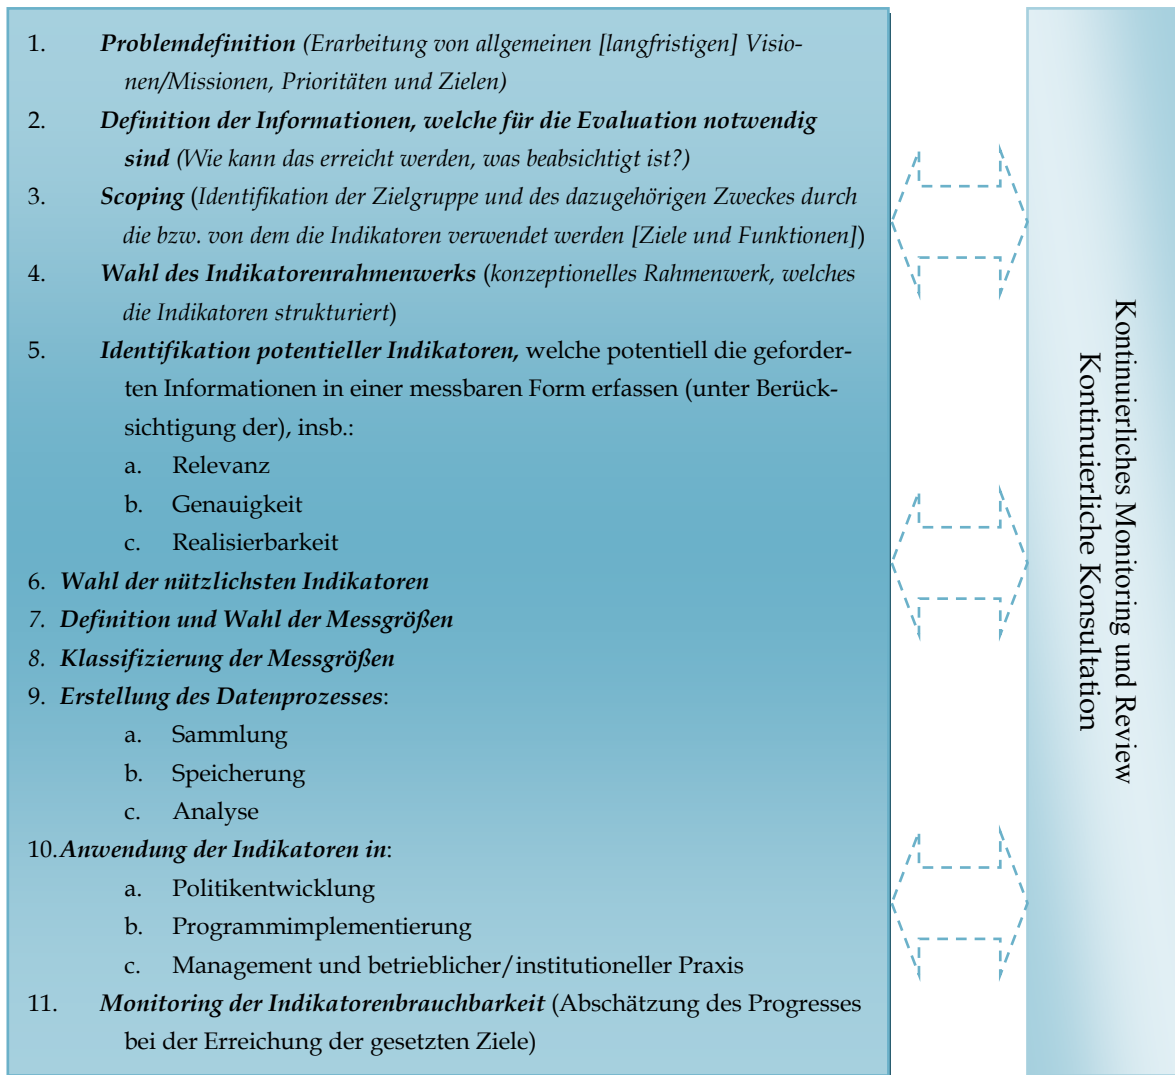 1. Problemdefinition (Erarbeitung von allgemeinen [langfristigen] Visio-
nen/Missionen, Prioritäten und Zielen)
2. Definition der Informationen, welche für die Evaluation notwendig
sind (Wie kann das erreicht werden, was beabsichtigt ist?)
3. Scoping (Identifikation der Zielgruppe und des dazugehörigen Zweckes durch
die bzw. von dem die Indikatoren verwendet werden [Ziele und Funktionen])
4. Wahl des Indikatorenrahmenwerks (konzeptionelles Rahmenwerk, welches
die Indikatoren strukturiert)
5. Identifikation potentieller Indikatoren, welche potentiell die geforder-
ten Informationen in einer messbaren Form erfassen (unter Berück-
sichtigung der), insb.:
a. Relevanz
b. Genauigkeit
c. Realisierbarkeit
6. Wahl der nützlichsten Indikatoren
7. Definition und Wahl der Messgrößen
8. Klassifizierung der Messgrößen
9. Erstellung des Datenprozesses:
a. Sammlung
b. Speicherung
c. Analyse
10.Anwendung der Indikatoren in:
a. Politikentwicklung
b. Programmimplementierung
c. Management und betrieblicher/institutioneller Praxis
11. Monitoring der Indikatorenbrauchbarkeit (Abschätzung des Progresses
bei der Erreichung der gesetzten Ziele)
Kontinuierliches Monitoring und Review
Kontinuierliche Konsultation